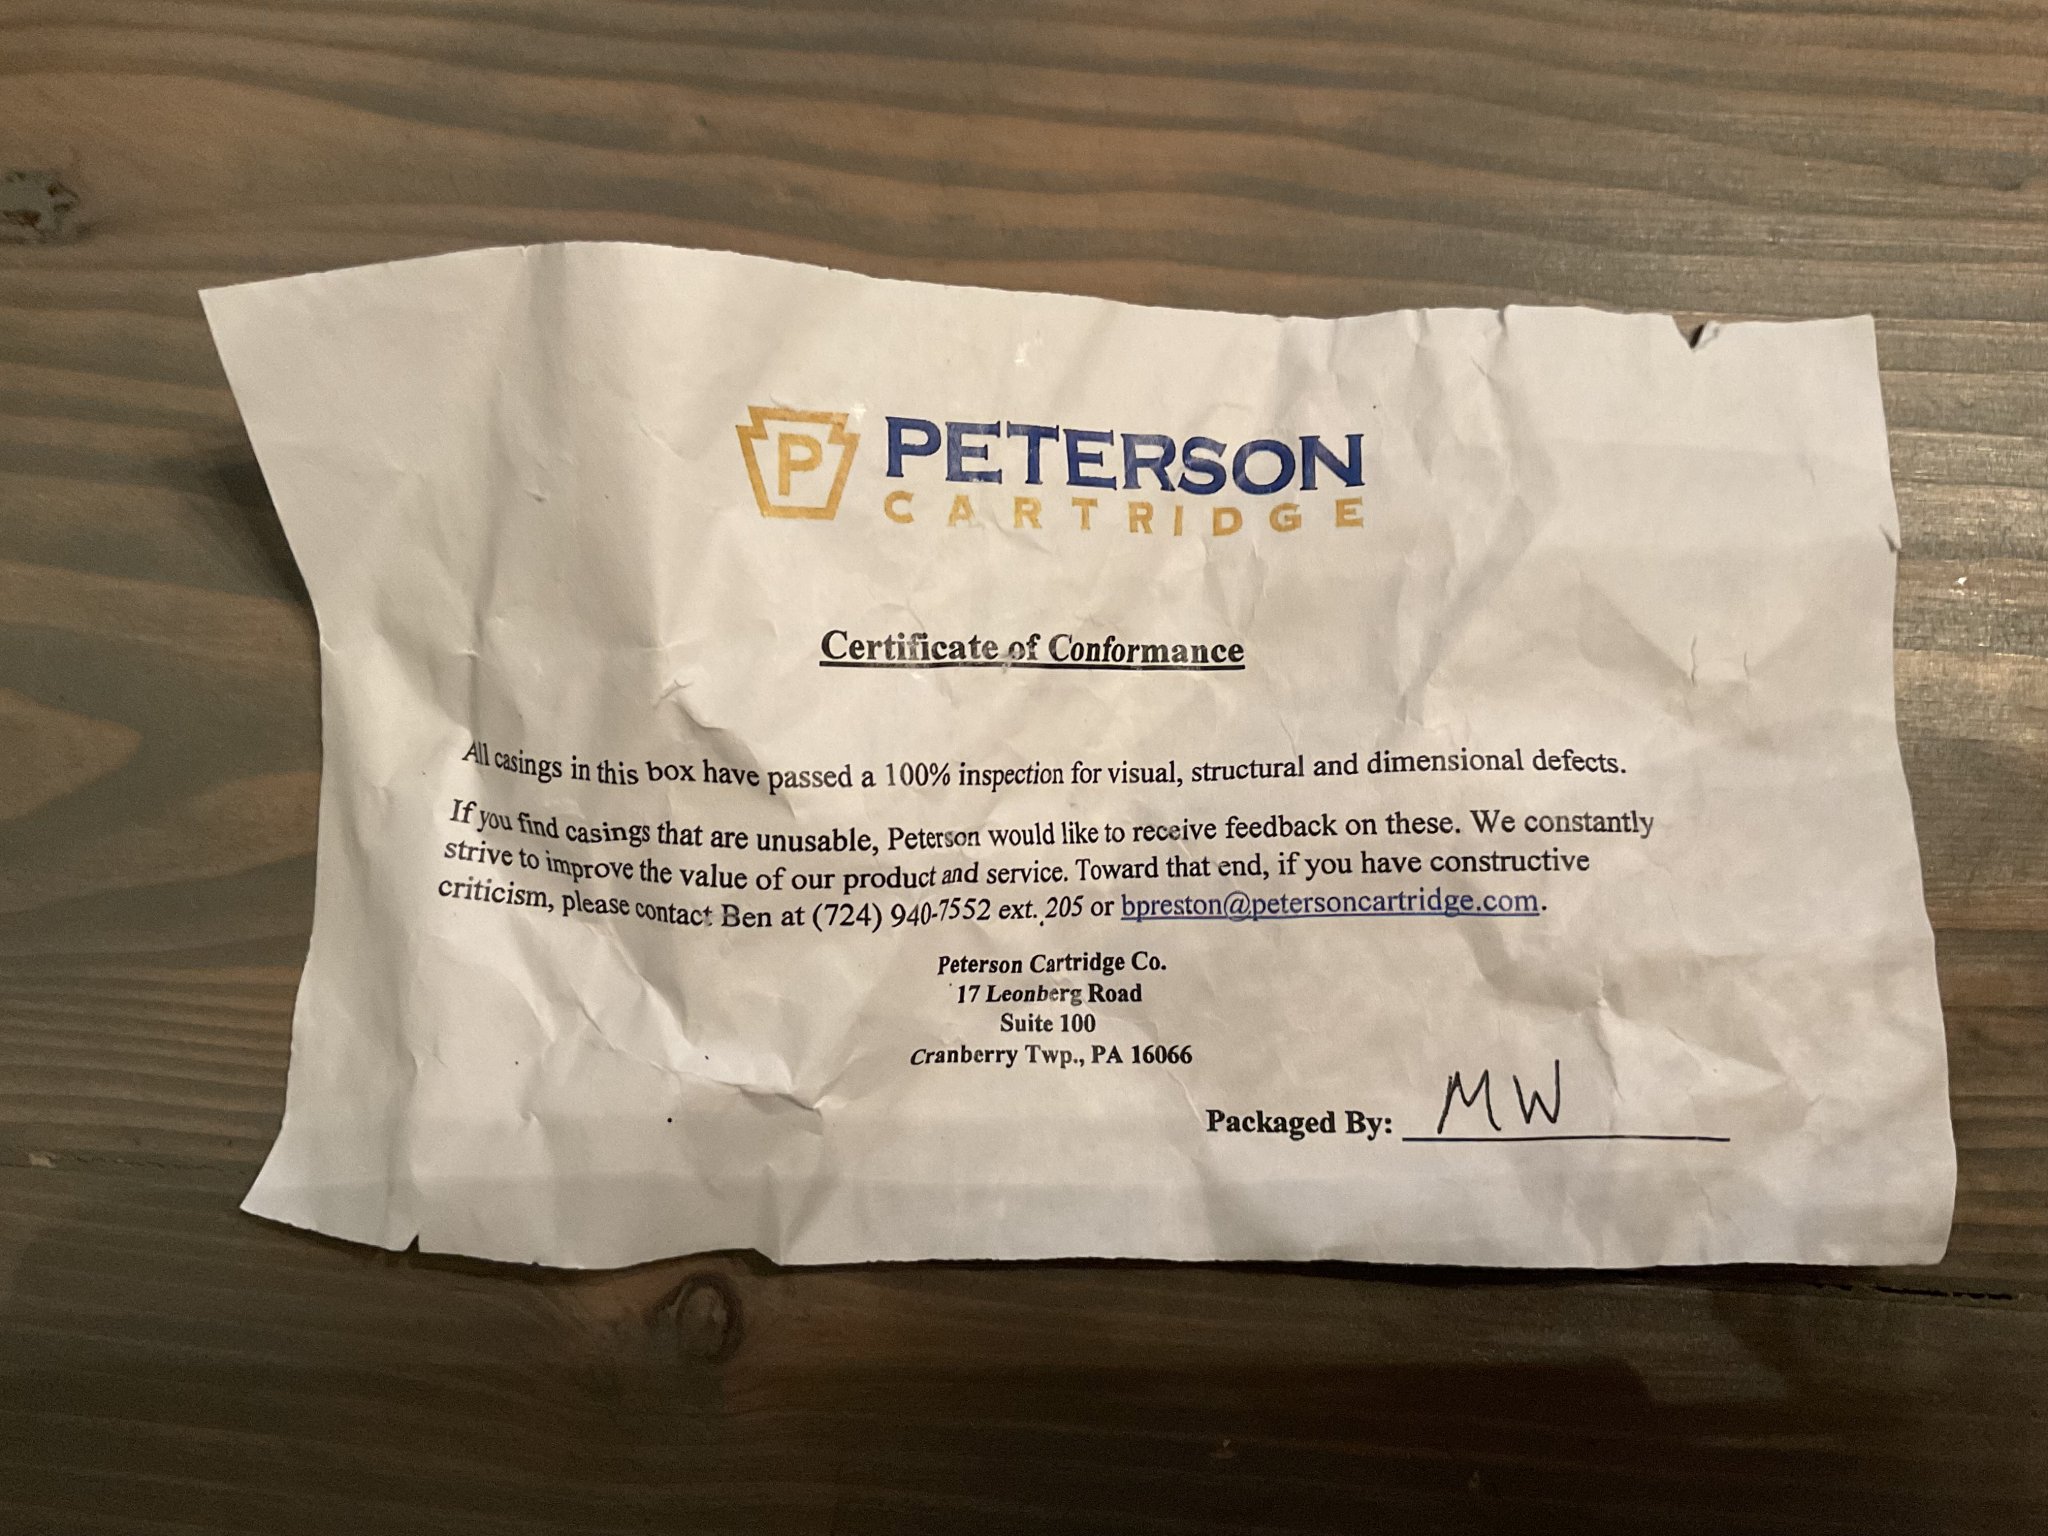 P
PETERSON
CARTRIDGE
Certificate of Conformance
All casings in this box have passed a 100% inspection for visual, structural and dimensional defects.
If you find casings that are unusable, Peterson would like to receive feedback on these. We constantly
strive to improve the value of our product and service. Toward that end, if you have constructive
criticism, please contact Ben at (724) 940-7552 ext. 205 or bpreston@petersoncartridge.com.
Peterson Cartridge Co.
17 Leonberg Road
Suite 100
Cranberry Twp., PA 16066
Packaged By: MW